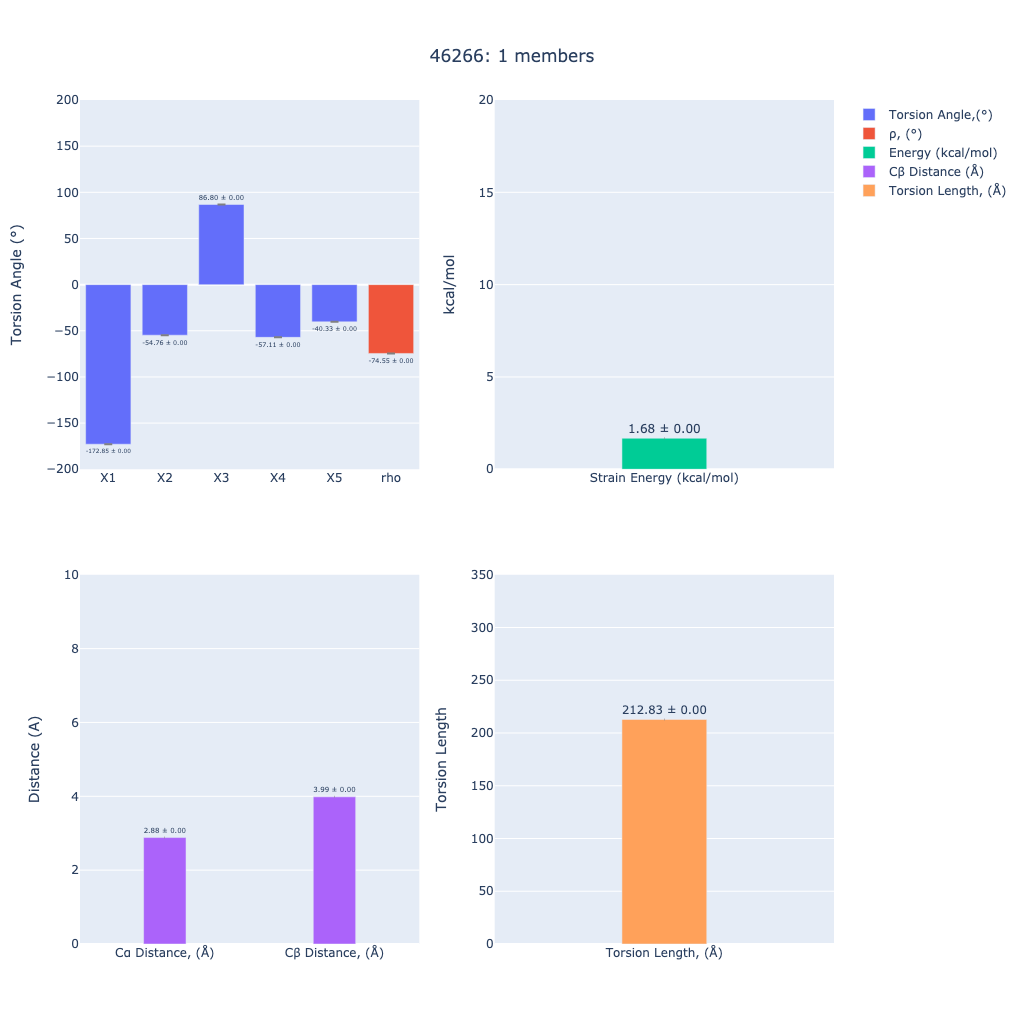 46266: 1 members
Torsion Angle (°)
200
150
100
50
0
−50
−100
−150
−200
86.80 ± 0.00
-40.33 ± 0.00
-54.76 ± 0.00
-57.11 ± 0.00
-74.55 ± 0.00
-172.85 ± 0.00
X1 X2 X3 X4 X5 rho
kcal/mol
20
15
10
5
0
1.68 ± 0.00
Strain Energy (kcal/mol)
Torsion Angle,(°)
ρ, (°)
Energy (kcal/mol)
Cβ Distance (Å)
Torsion Length, (Å)
Distance (A)
10
8
6
4
2
0
3.99 ± 0.00
2.88 ± 0.00
Cα Distance, (Å) Cβ Distance, (Å)
Torsion Length
350
300
250
200
150
100
50
0
212.83 ± 0.00
Torsion Length, (Å)